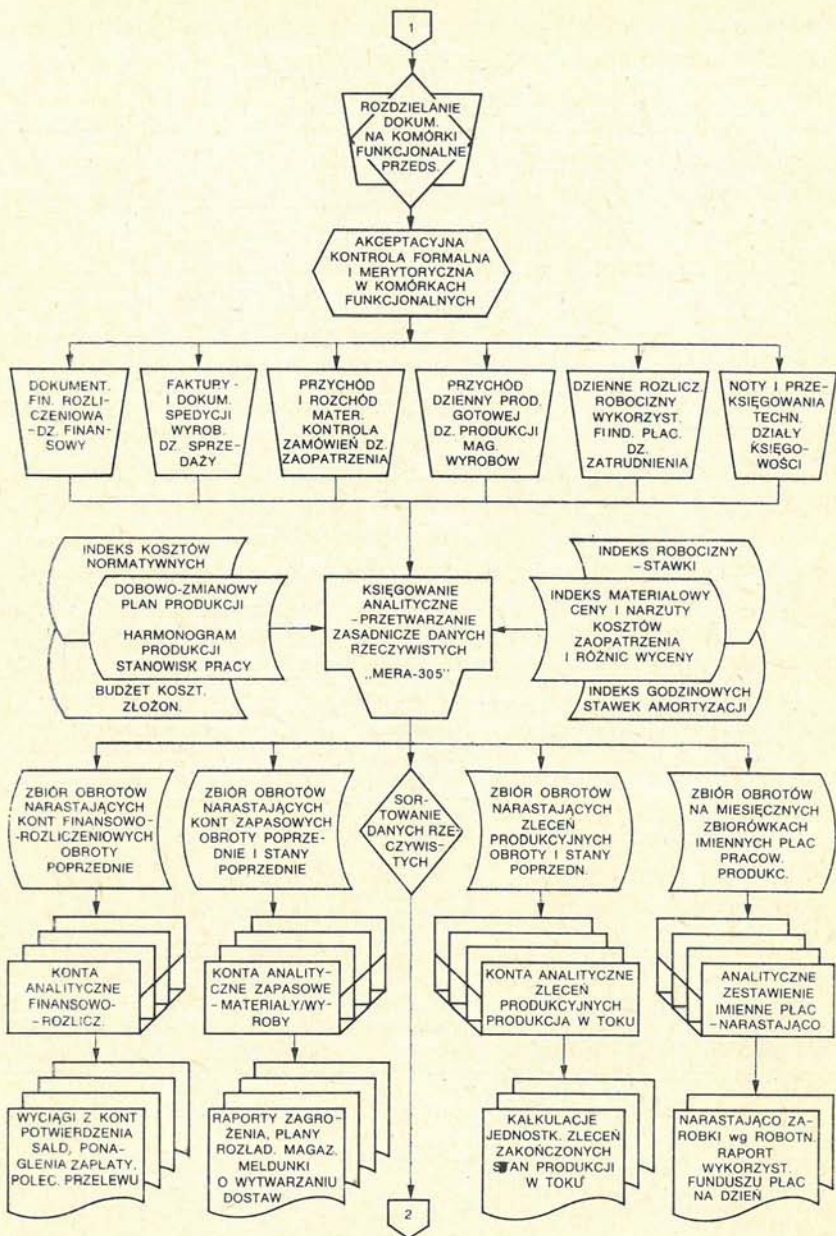 1
ROZDZIELANIE
DOKUM.
NA KOMÓRKI
FUNKCJONALNE
PRZEDS.
AKCEPTACYJNA
KONTROLA FORMALNA
I MERYTORYCZNA
W KOMÓRKACH
FUNKCJONALNYCH
DOKUMENT.
FIN. ROZLI-
CZENIOWA
-DZ. FINAN-
SOWY
FAKTURY -
I DOKUM.
SPEDYCJI
WYROB.
DZ. SPRZE-
DAŻY
PRZYCHÓD
I ROZCHÓD
MATER.
KONTROLA
ZAMÓWIEŃ DZ.
ZAOPATRZENIA
PRZYCHÓD
DZIENNY PROD.
GOTOWEJ
DZ. PRODUKCJI
MAG.
WYROBÓW
DZIENNE ROZLICZ.
ROBOCIZNY
WYKORZYST.
FUND. PŁAC.
DZ.
ZATRUDNIENIA
NOTY I PRZE-
KSIĘGOWANIA
TECHN.
DZIAŁY
KSIĘGO-
WOŚCI
INDEKS KOSZTÓW
NORMATYWNYCH
DOBOWO-ZMIANOWY
PLAN PRODUKCJI
HARMONOGRAM
PRODUKCJI
STANOWISK PRACY
BUDŻET KOSZT.
ZŁOŻON.
KSIĘGOWANIE
ANALITYCZNE
-PRZETWARZANIE
ZASADNICZE DANYCH
RZECZYWISTYCH
„MERA-305"
INDEKS ROBOCIZNY
-STAWKI
INDEKS MATERIAŁOWY
CENY I NARZUTY
KOSZTÓW
ZAOPATRZENIA
I RÓŻNIC WYCENY
INDEKS GODZINOWYCH
STAWEK AMORTYZACJI
ZBIÓR OBROTÓW
NARASTAJĄCYCH
KONT FINANSOWO-
-ROZLICZENIOWYCH
OBROTY
POPRZEDNIE
ZBIÓR OBROTÓW
NARASTAJĄCYCH
KONT ZAPASOWYCH
OBROTY POPRZE-
DNIE I STANY
POPRZEDNIE
SOR-
TOWANIE
DANYCH RZE-
CZYWIS-
TYCH
ZBIÓR OBROTÓW
NARASTAJĄCYCH
ZLECEŃ
PRODUKCYJNYCH
OBROTY I STANY
POPRZEDN.
ZBIÓR OBROTÓW
NA MIESIĘCZNYCH
ZBIORÓWKACH
IMIENNYCH PŁAC
PRACOW.
PRODUKC.
KONTA
ANALITYCZNE
FINANSOWO-
-ROZLICZ.
KONTA ANALITY-
CZNE ZAPASOWE
-MATERIAŁY/WY-
ROBY
KONTA ANALITYCZNE
ZLECEŃ
PRODUKCYJNYCH
PRODUKCJA W TOKU
ANALITYCZNE
ZESTAWIENIE
IMIENNE PŁAC
-NARASTAJĄCO
WYCIĄGI Z KONT
POTWIERDZENIA
SALD, PONA-
GLENIA ZAPŁATY,
POLEC. PRZELEWU
RAPORTY ZAGRO-
ŻENIA, PLANY
ROZŁAD. MAGAZ.
MELDUNKI
O WYTWARZANIU
DOSTAW
KALKULACJE
JEDNOSTK. ZLECEŃ
ZAKOŃCZONYCH
STAN PRODUKCJI
W TOKU
NARASTAJĄCO ZA-
ROBKI wg ROBOTN.
RAPORT
WYKORZYST.
FUNDUSZU PŁAC
NA DZIEŃ
2